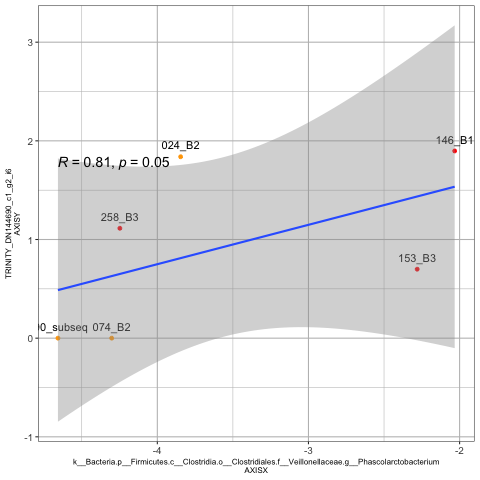 3
2
1
0
-1
024_B2
146_B1
R = 0.81, p = 0.05
258_B3
153_B3
0_subseq 074_B2
TRINITY_DN144690_c1_g2_i6
AXISY
-4 -3 -2
k__Bacteria.p__Firmicutes.c__Clostridia.o__Clostridiales.f__Veillonellaceae.g__Phascolarctobacterium
AXISX